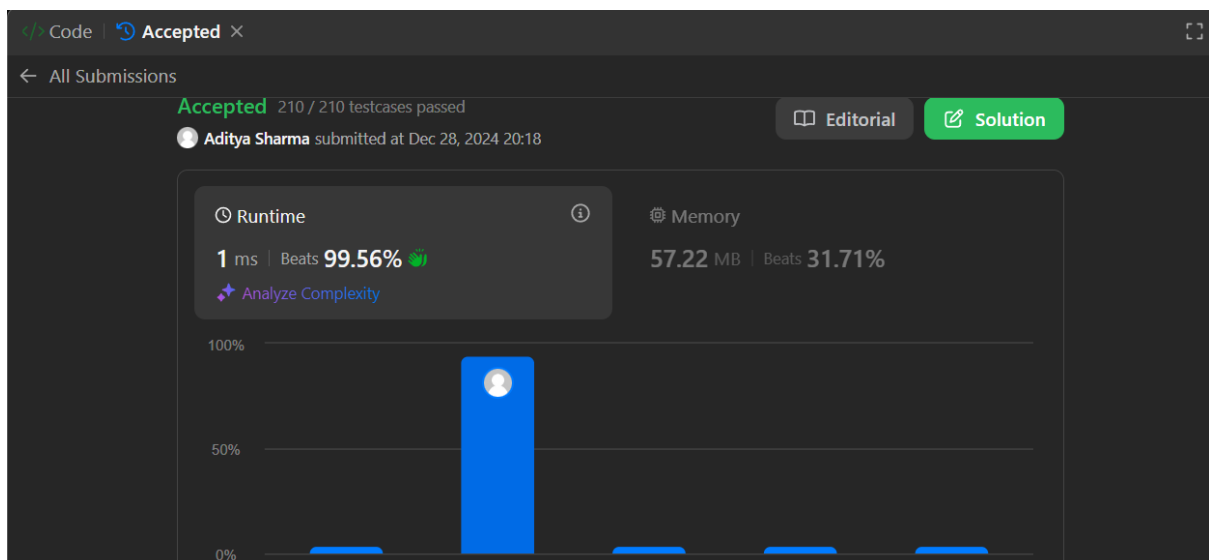 </> Code | Accepted ×
← All Submissions
Accepted 210 / 210 testcases passed
Editorial
Solution
Aditya Sharma submitted at Dec 28, 2024 20:18
Runtime
1 ms | Beats 99.56%
Analyze Complexity
Memory
57.22 MB | Beats 31.71%
100%
50%
0%